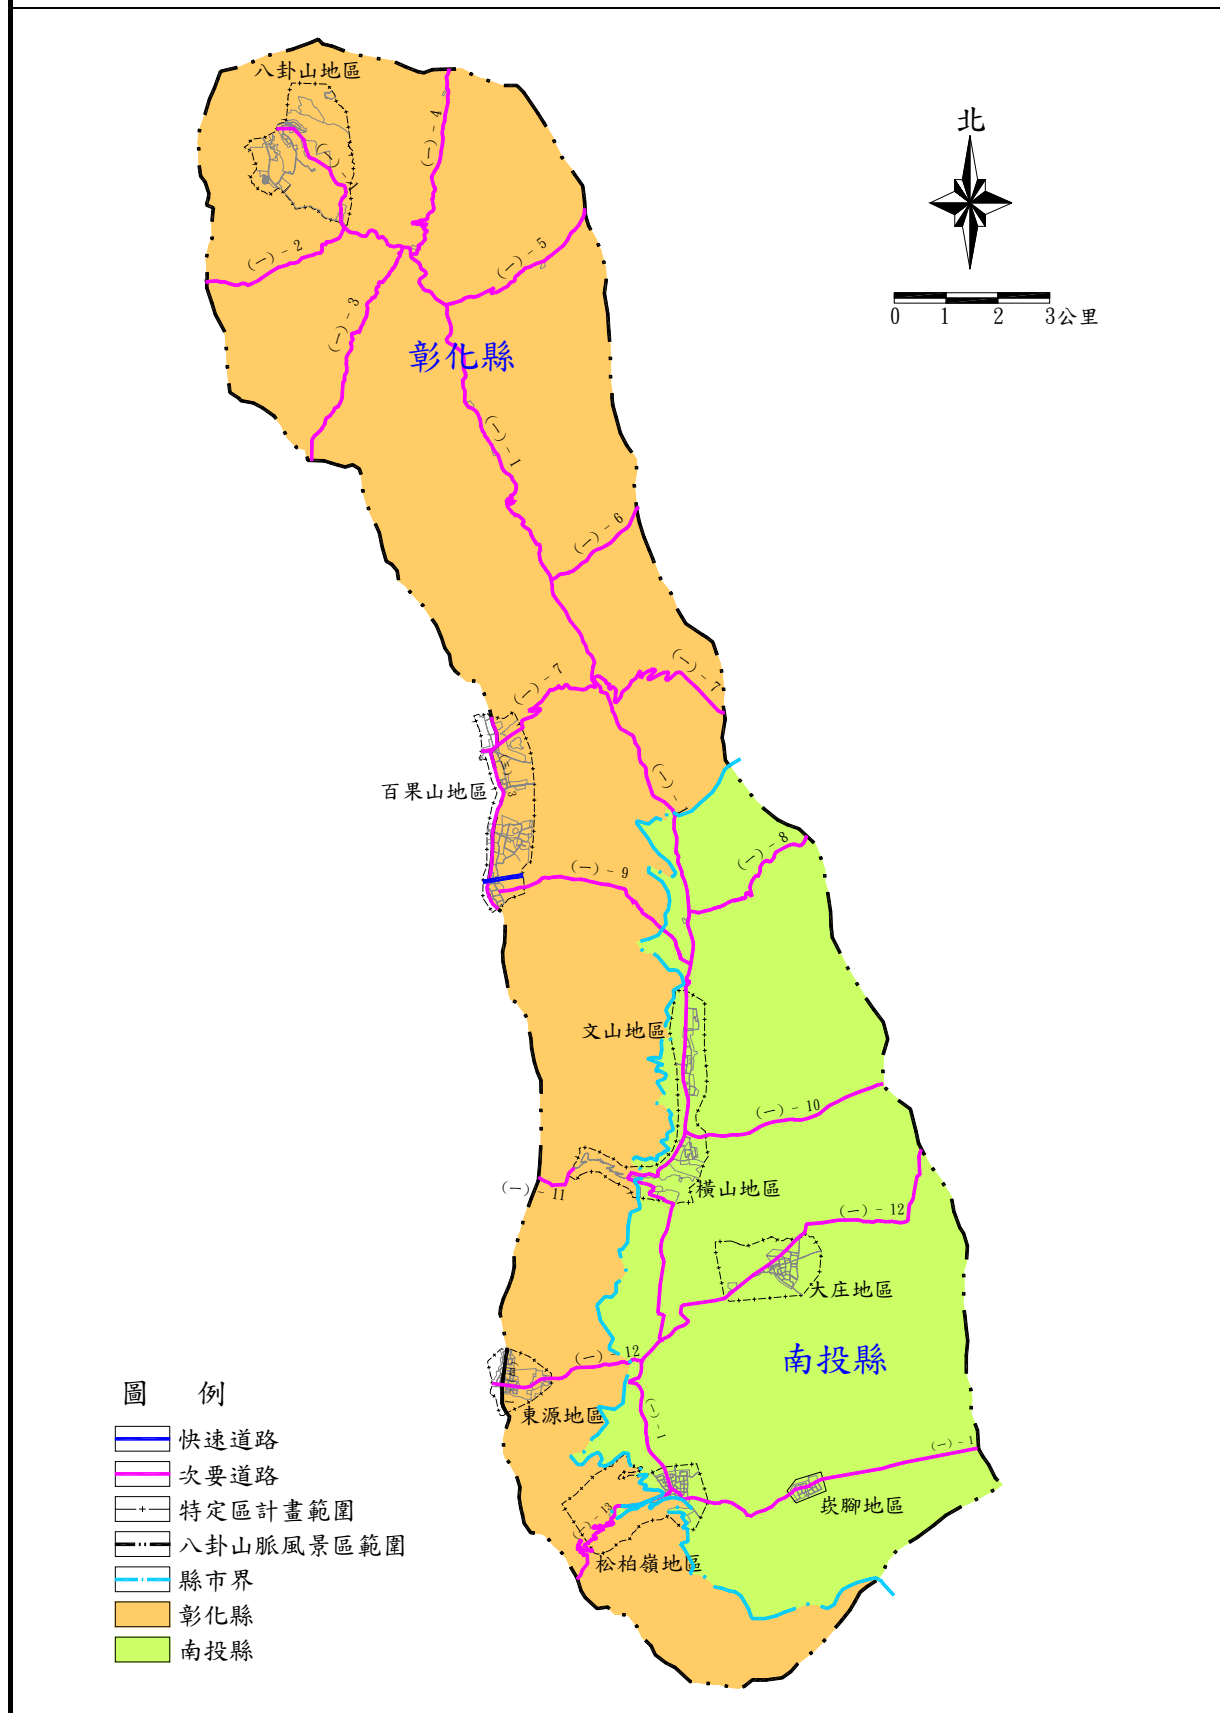 八卦山地區
北
(一)-4
(一)-1
(一)-2
(一)-5
(一)-3
0 1 2 3公里
彰化縣
(一)-1
(一)-6
(一)-7
(一)-7
百果山地區
(一)-1
(一)-8
(一)-9
文山地區
(一)-10
(一)-11
橫山地區
(一)-12
大庄地區
(一)-12
南投縣
東源地區
(一)-1
(一)-1
(一)-13
崁腳地區
松柏嶺地區
圖 例
快速道路
次要道路
特定區計畫範圍
八卦山脈風景區範圍
縣市界
彰化縣
南投縣